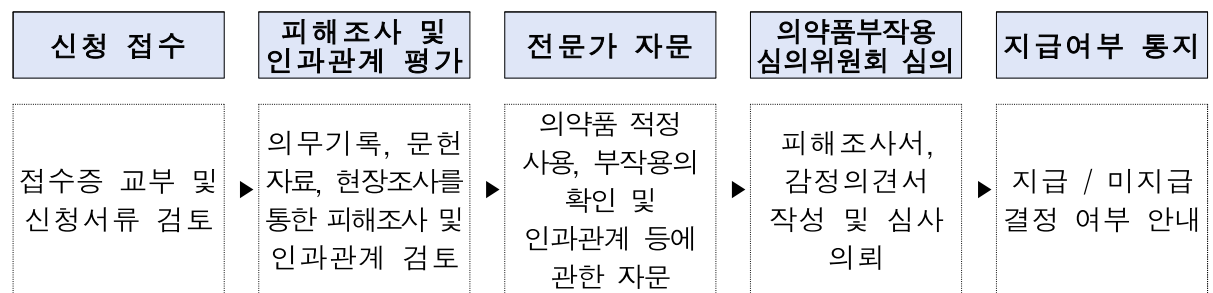 신청 접수
피해조사 및
인과관계 평가
전문가 자문
의약품부작용
심의위원회 심의
지급여부 통지
접수증 교부 및
신청서류 검토
의무기록, 문헌
자료, 현장조사를
통한 피해조사 및
인과관계 검토
의약품 적정
사용, 부작용의
확인 및
인과관계 등에
관한 자문
피해조사서,
감정의견서
작성 및 심사
의뢰
지급 / 미지급
결정 여부 안내